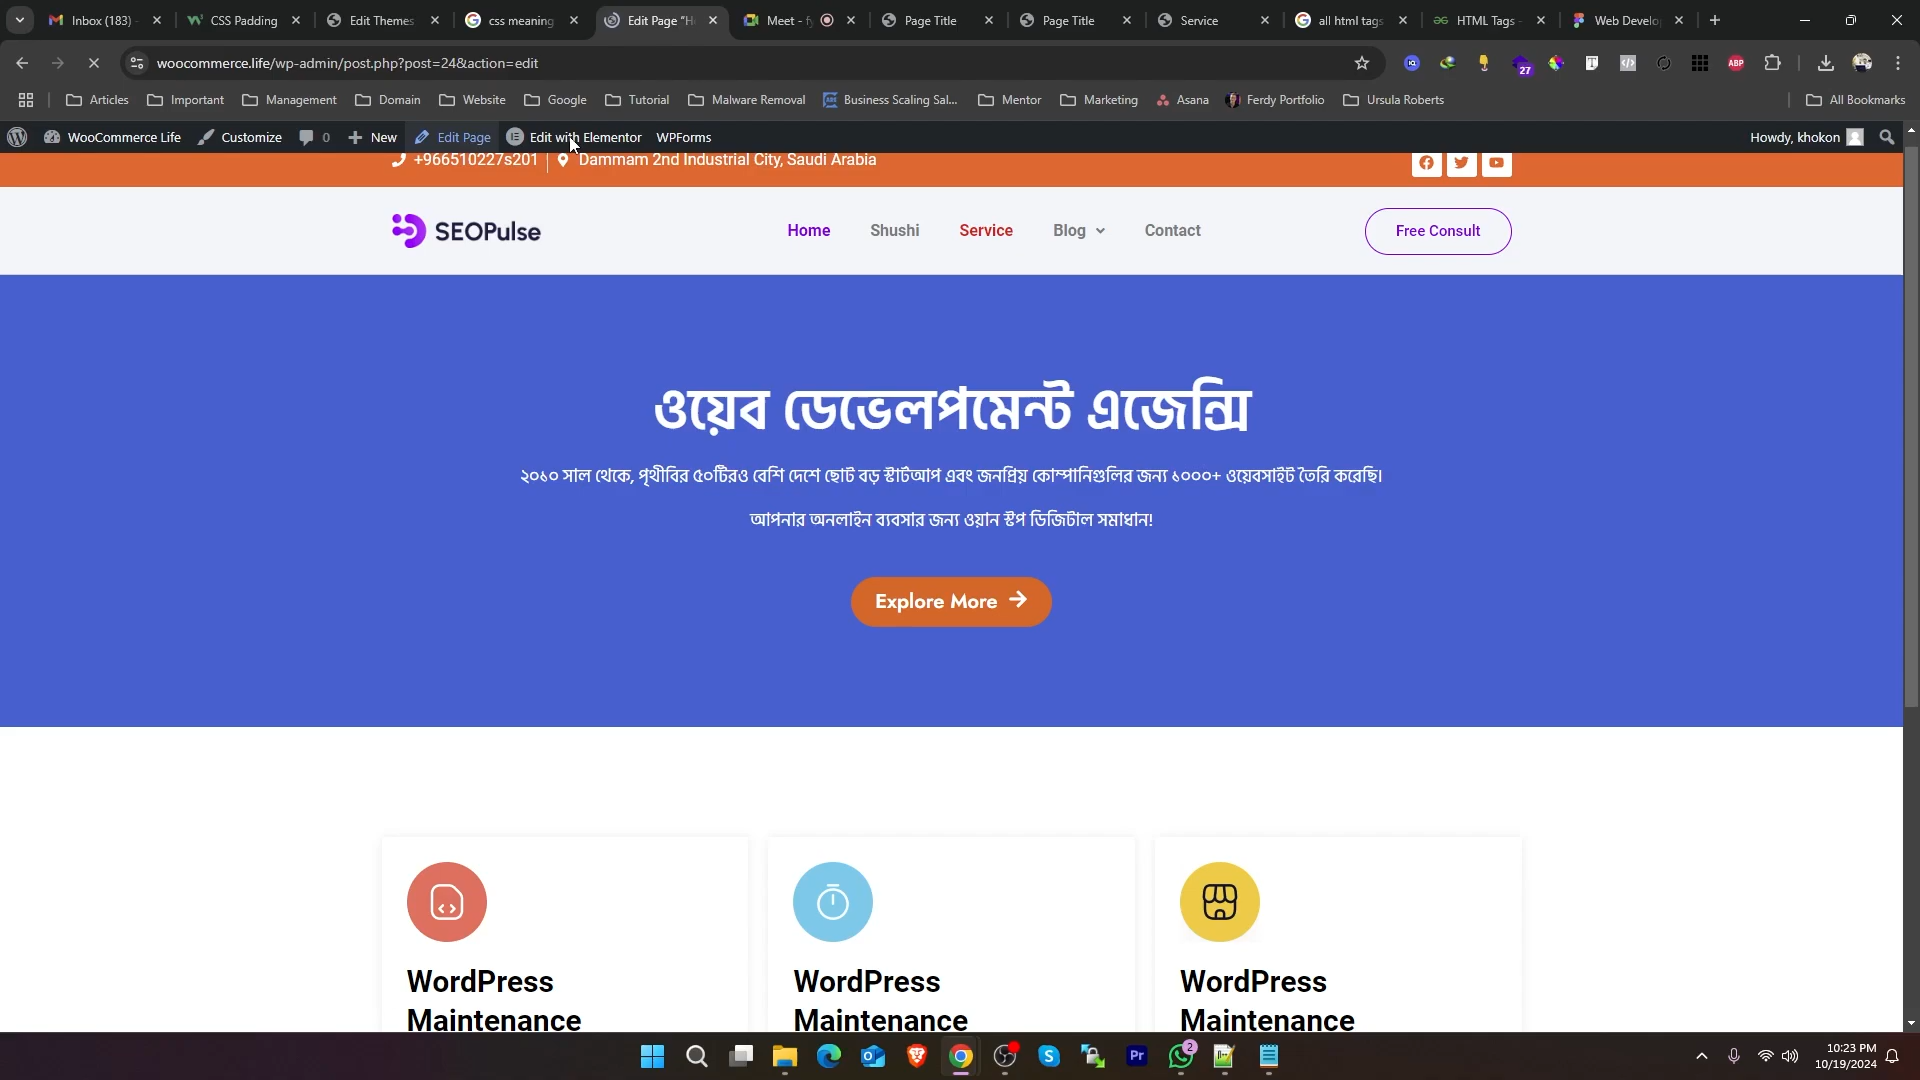 Inbox (183)
CSS Padding
Edit Themes
css meaning
Edit Page "H
Meet - f
Page Title
Page Title
Service
all html tags
HTML Tags -
Web Develo
woocommerce.life/wp-admin/post.php?post=24&action=edit
27
ABP
Articles
Important
Management
Domain
Website
Google
Tutorial
Malware Removal
Business Scaling Sal...
Mentor
Marketing
Asana
Ferdy Portfolio
Ursula Roberts
All Bookmarks
WooCommerce Life
Customize
0
New
Edit Page
Edit with Elementor
WPForms
Howdy, khokon
+966510227s201
Dammam 2nd Industrial City, Saudi Arabia
SEOPulse
Home
Shushi
Service
Blog
Contact
Free Consult
ওয়েব ডেভেলপমেন্ট এজেন্সি
২০১০ সাল থেকে, পৃথীবির ৫০টিরও বেশি দেশে ছোট বড় স্টার্টআপ এবং জনপ্রিয় কোম্পানিগুলির জন্য ১০০০+ ওয়েবসাইট তৈরি করেছি।
আপনার অনলাইন ব্যবসার জন্য ওয়ান স্টপ ডিজিটাল সমাধান!
Explore More
WordPress
Maintenance
WordPress
Maintenance
WordPress
Maintenance
Pr
2
10:23 PM
10/19/2024